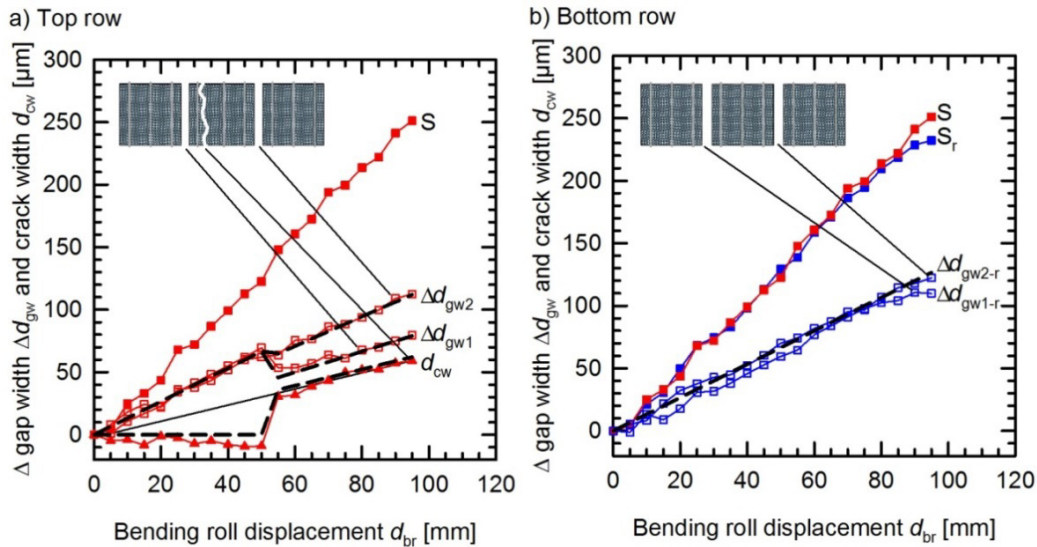 a) Top row
300
250
200
150
100
50
0
0 20 40 60 80 100 120
Δ gap width Δd_gw and crack width d_cw [µm]
Bending roll displacement d_br [mm]
S
Δd_gw2
Δd_gw1
d_cw
b) Bottom row
300
250
200
150
100
50
0
0 20 40 60 80 100 120
Δ gap width Δd_gw and crack width d_cw [µm]
Bending roll displacement d_br [mm]
S
S_r
Δd_gw2-r
Δd_gw1-r